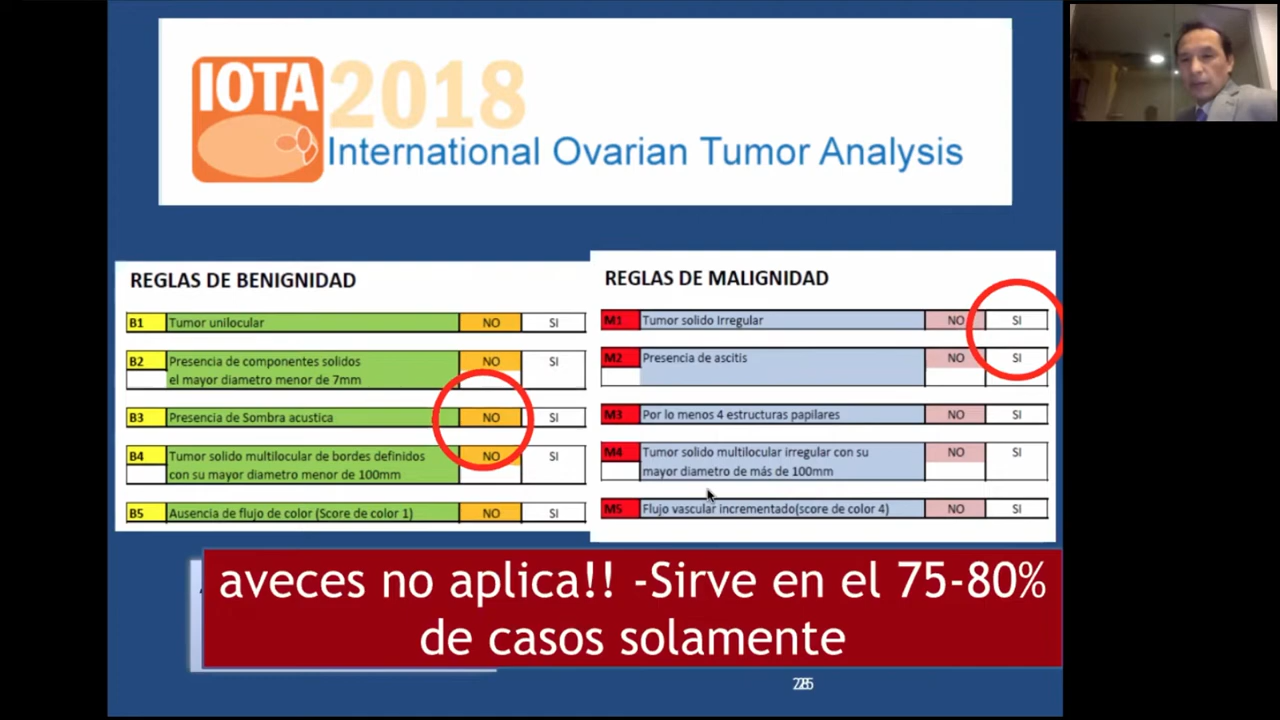 IOTA 2018
International Ovarian Tumor Analysis
REGLAS DE BENIGNIDAD
B1 Tumor unilocular NO SI
B2 Presencia de componentes solidos NO SI
el mayor diametro menor de 7mm
B3 Presencia de Sombra acustica NO SI
B4 Tumor solido multilocular de bordes definidos NO SI
con su mayor diametro menor de 100mm
B5 Ausencia de flujo de color (Score de color 1) NO SI
REGLAS DE MALIGNIDAD
M1 Tumor solido Irregular NO SI
M2 Presencia de ascitis NO SI
M3 Por lo menos 4 estructuras papilares NO SI
M4 Tumor solido multilocular irregular con su NO SI
mayor diametro de más de 100mm
M5 Flujo vascular incrementado(score de color 4) NO SI
aveces no aplica!! -Sirve en el 75-80%
de casos solamente